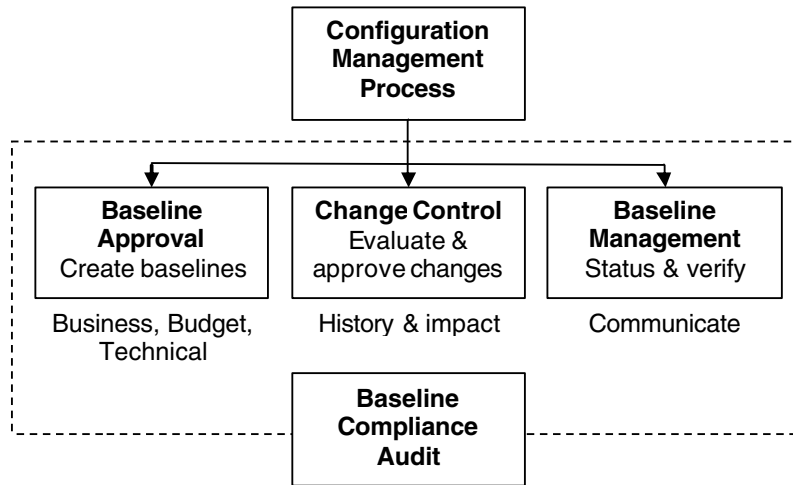 Configuration
Management
Process
Baseline
Approval
Create baselines
Change Control
Evaluate &
approve changes
Baseline
Management
Status & verify
Business, Budget,
Technical
History & impact
Communicate
Baseline
Compliance
Audit